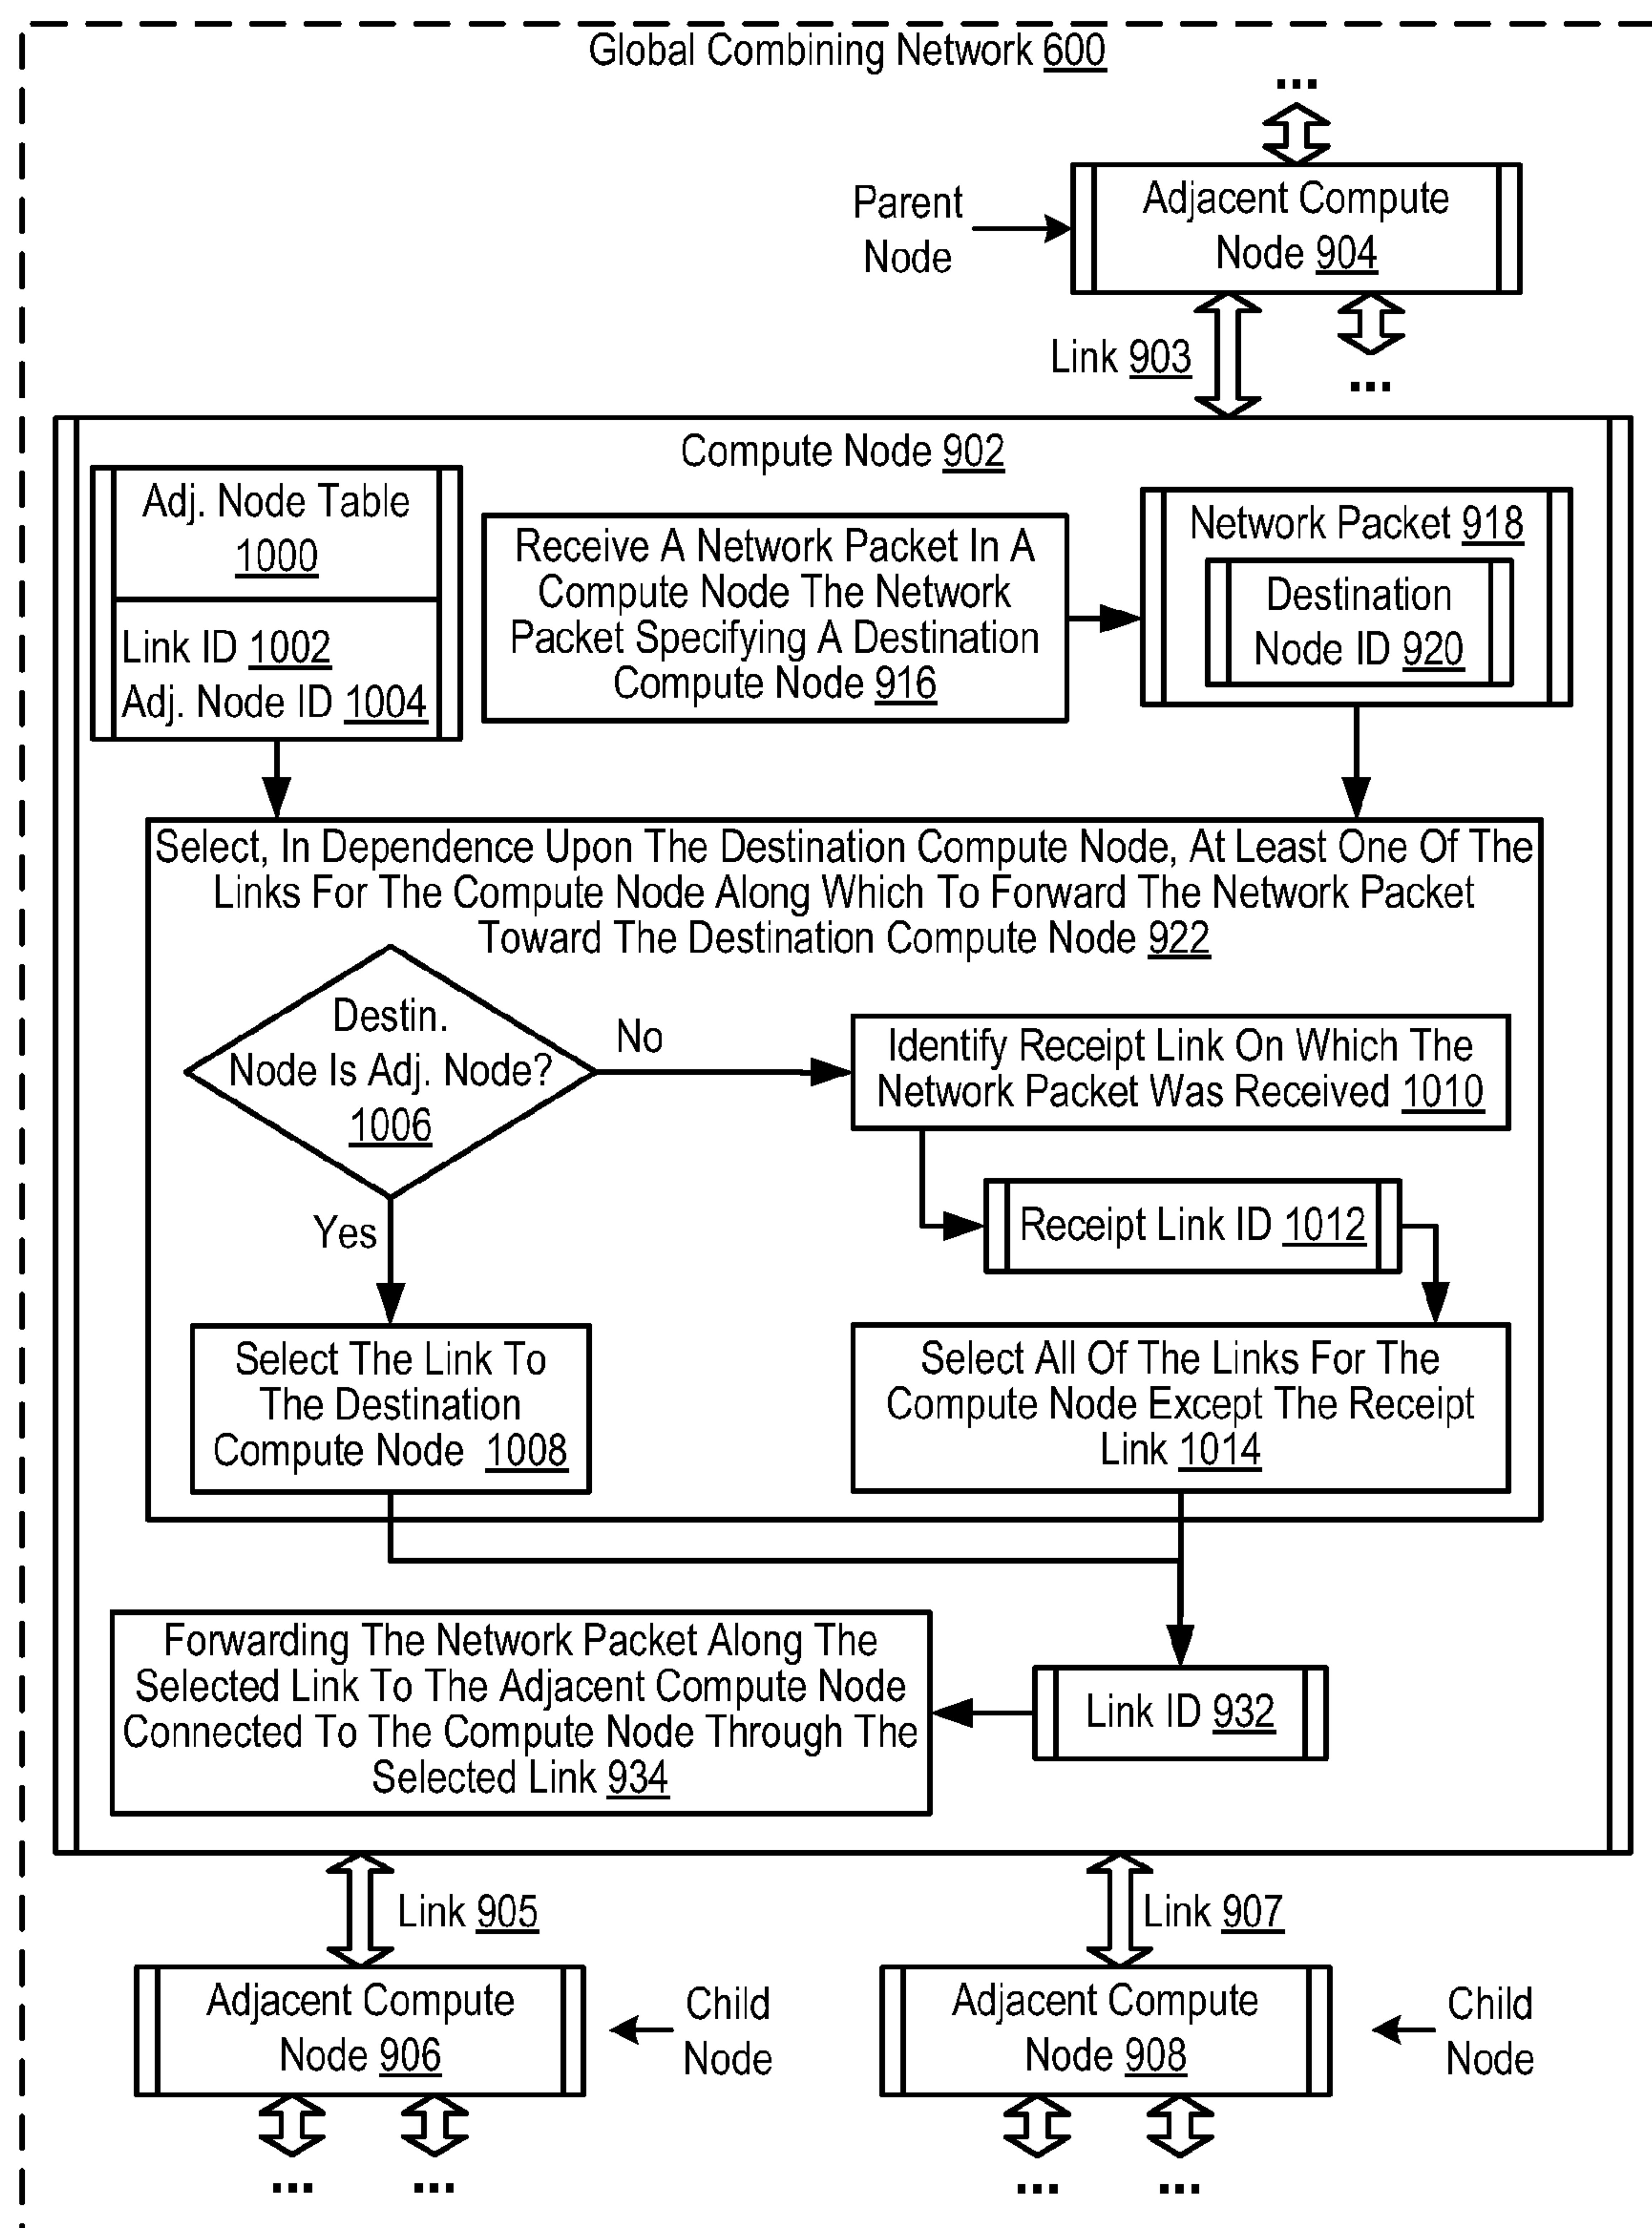 Global Combining Network 600
...
Parent
Node
Adjacent Compute
Node 904
Link 903
...
Compute Node 902
Adj. Node Table
1000
Link ID 1002
Adj. Node ID 1004
Receive A Network Packet In A
Compute Node The Network
Packet Specifying A Destination
Compute Node 916
Network Packet 918
Destination
Node ID 920
Select, In Dependence Upon The Destination Compute Node, At Least One Of The
Links For The Compute Node Along Which To Forward The Network Packet
Toward The Destination Compute Node 922
Destin.
Node Is Adj. Node?
1006
No
Identify Receipt Link On Which The
Network Packet Was Received 1010
Yes
Receipt Link ID 1012
Select The Link To
The Destination
Compute Node 1008
Select All Of The Links For The
Compute Node Except The Receipt
Link 1014
Forwarding The Network Packet Along The
Selected Link To The Adjacent Compute Node
Connected To The Compute Node Through The
Selected Link 934
Link ID 932
Link 905
Link 907
Adjacent Compute
Node 906
Child
Node
Adjacent Compute
Node 908
Child
Node
...
...
...
...